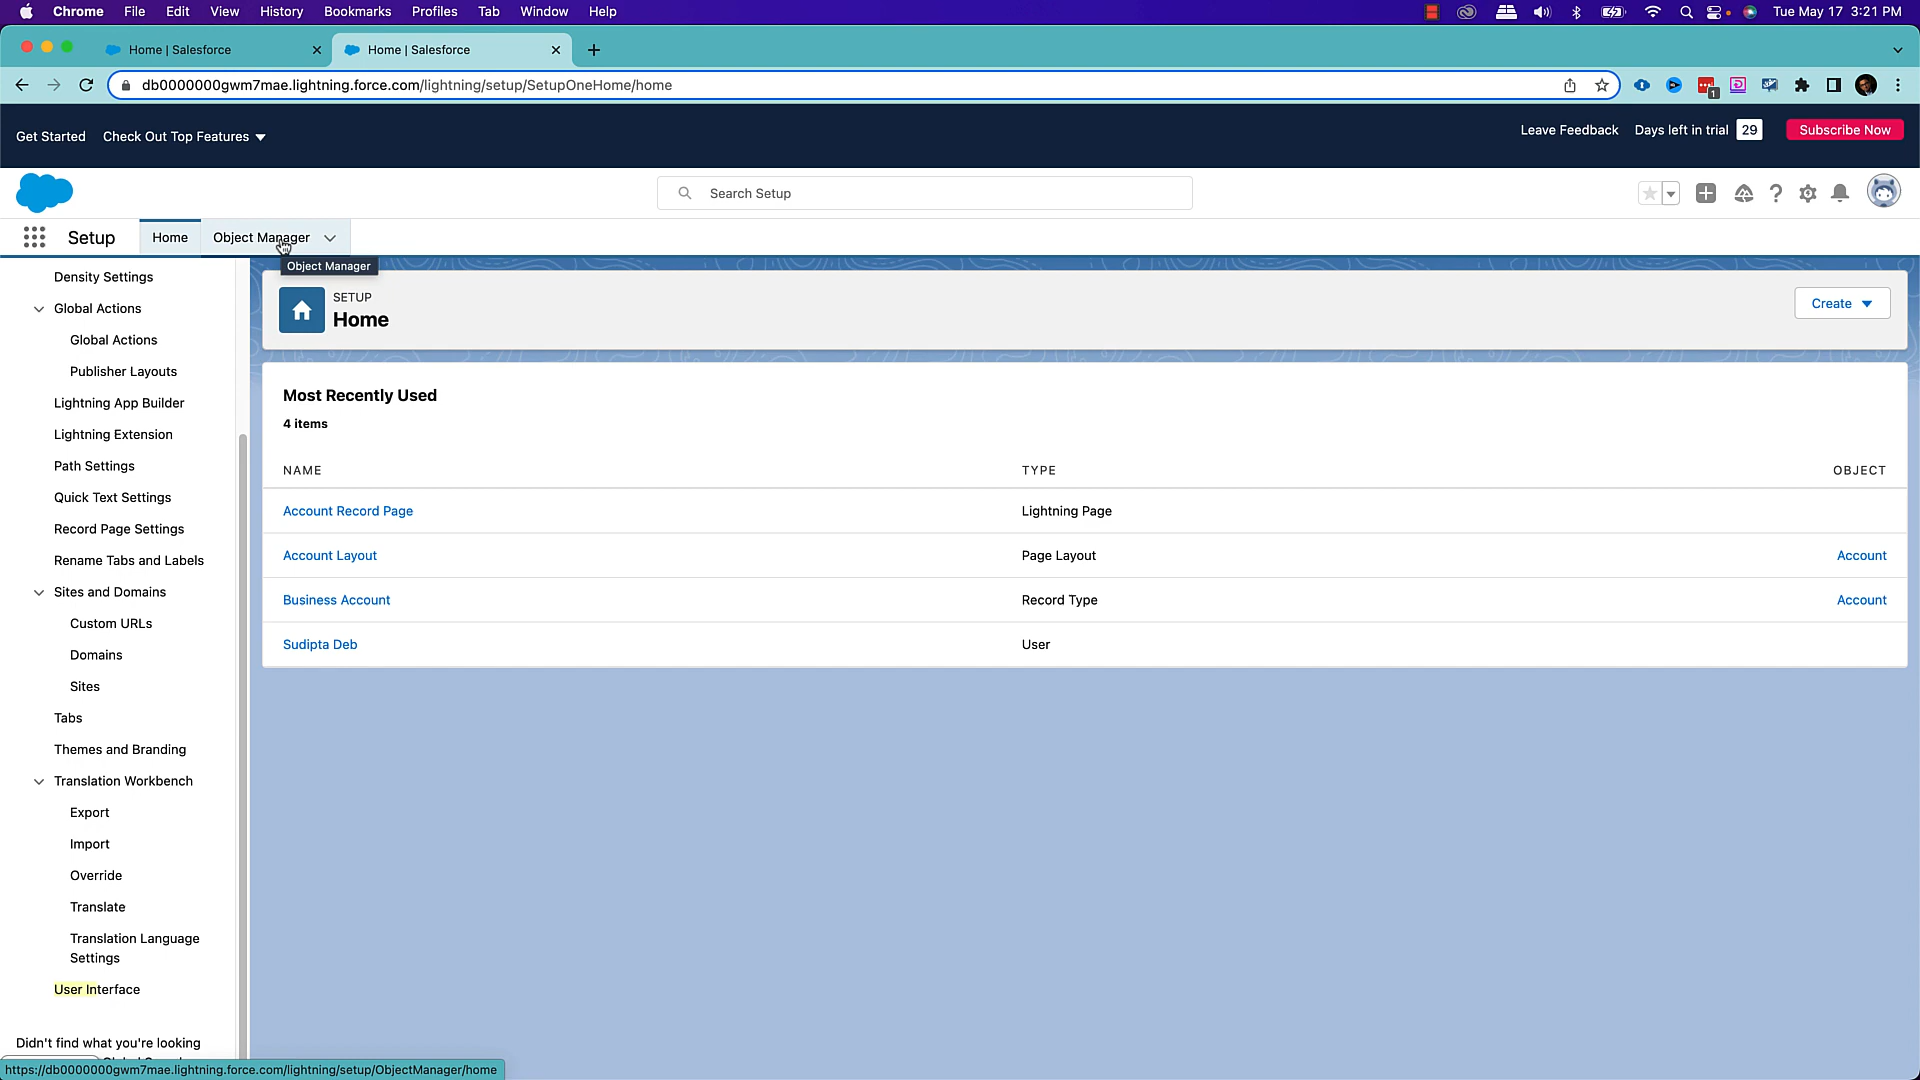 Chrome File Edit View History Bookmarks Profiles Tab Window Help Tue May 17 3:21 PM
Home | Salesforce Home | Salesforce
db0000000gwm7mae.lightning.force.com/lightning/setup/SetupOneHome/home
1
Get Started Check Out Top Features Leave Feedback Days left in trial 29 Subscribe Now
Search Setup
Setup Home Object Manager
Object Manager
Density Settings
Global Actions
Global Actions
Publisher Layouts
Lightning App Builder
Lightning Extension
Path Settings
Quick Text Settings
Record Page Settings
Rename Tabs and Labels
Sites and Domains
Custom URLs
Domains
Sites
Tabs
Themes and Branding
Translation Workbench
Export
Import
Override
Translate
Translation Language
Settings
User Interface
Didn't find what you're looking
https://db0000000gwm7mae.lightning.force.com/lightning/setup/ObjectManager/home
SETUP
Home
Create
Most Recently Used
4 items
NAME TYPE OBJECT
Account Record Page Lightning Page
Account Layout Page Layout Account
Business Account Record Type Account
Sudipta Deb User